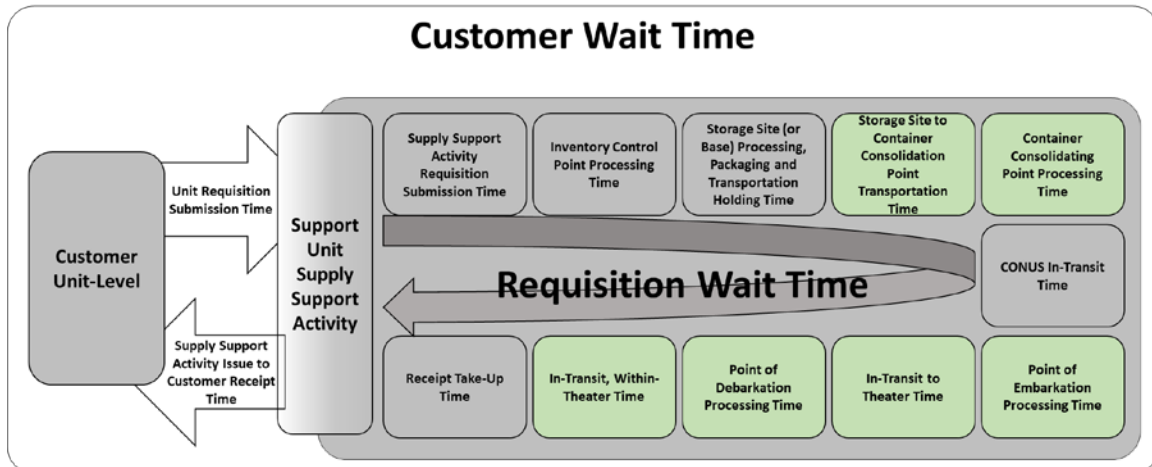 Customer Wait Time
Customer
Unit-Level
Unit Requisition
Submission Time
Supply Support
Activity Issue to
Customer Receipt
Time
Support
Unit
Supply
Support
Activity
Supply Support
Activity
Requisition
Submission Time
Inventory Control
Point Processing
Time
Storage Site (or
Base) Processing,
Packaging and
Transportation
Holding Time
Storage Site to
Container
Consolidation
Point
Transportation
Time
Container
Consolidating
Point Processing
Time
Requisition Wait Time
CONUS In-Transit
Time
Receipt Take-Up
Time
In-Transit, Within-
Theater Time
Point of
Debarkation
Processing Time
In-Transit to
Theater Time
Point of
Embarkation
Processing Time